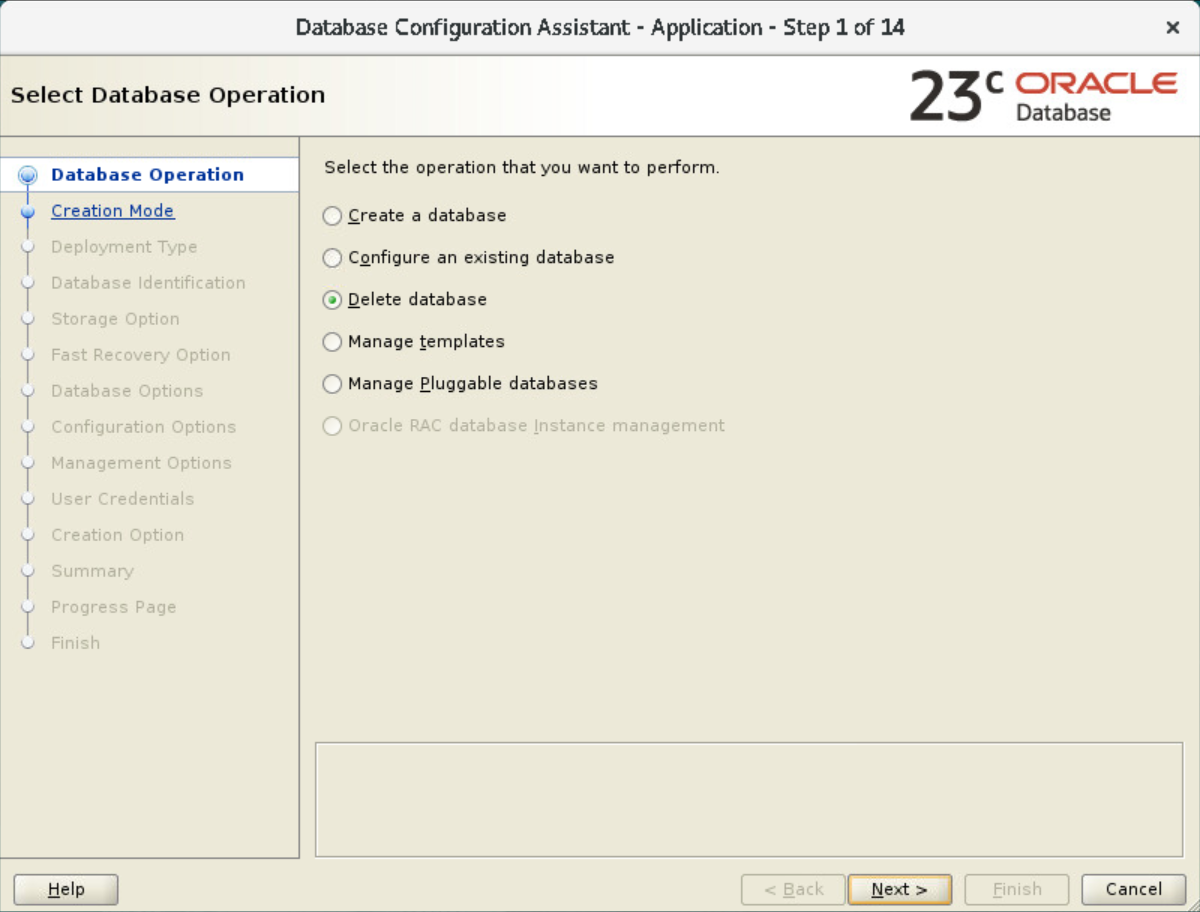 Database Configuration Assistant - Application - Step 1 of 14
Select Database Operation
23c ORACLE
Database
Database Operation
Creation Mode
Deployment Type
Database Identification
Storage Option
Fast Recovery Option
Database Options
Configuration Options
Management Options
User Credentials
Creation Option
Summary
Progress Page
Finish
Select the operation that you want to perform.
Create a database
Configure an existing database
Delete database
Manage templates
Manage Pluggable databases
Oracle RAC database Instance management
Help
< Back
Next >
Finish
Cancel